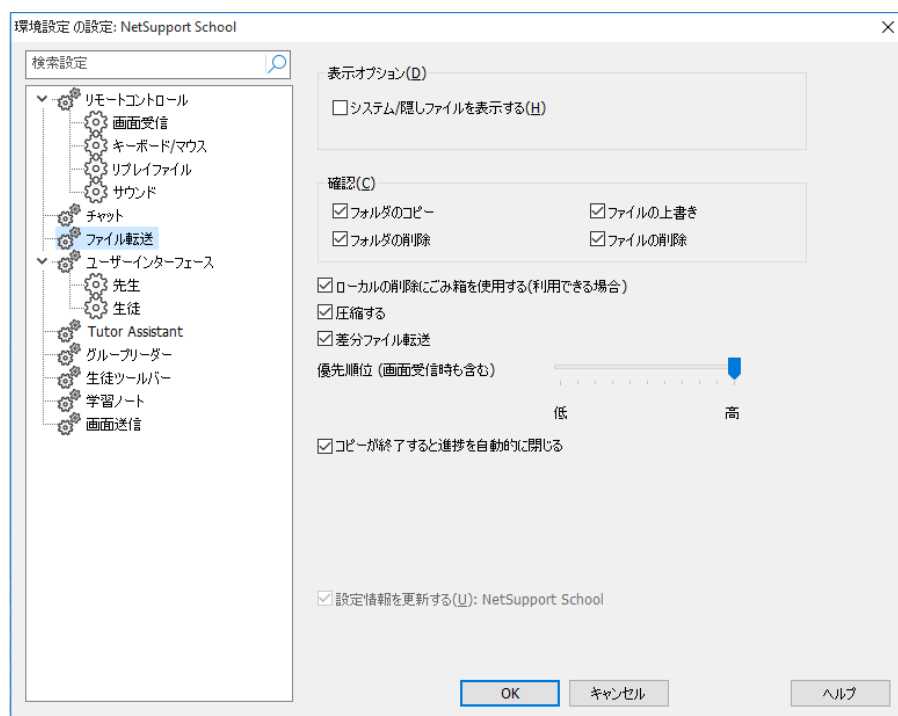 環境設定 の設定: NetSupport School
検索設定
リモートコントロール
画面受信
キーボード/マウス
リプレイファイル
サウンド
チャット
ファイル転送
ユーザーインターフェース
先生
生徒
Tutor Assistant
グループリーダー
生徒ツールバー
学習ノート
画面送信
表示オプション(D)
システム/隠しファイルを表示する(H)
確認(C)
フォルダのコピー
ファイルの上書き
フォルダの削除
ファイルの削除
ローカルの削除にごみ箱を使用する(利用できる場合)
圧縮する
差分ファイル転送
優先順位 (画面受信時も含む)
低
高
コピーが終了すると進捗を自動的に閉じる
設定情報を更新する(U): NetSupport School
OK
キャンセル
ヘルプ